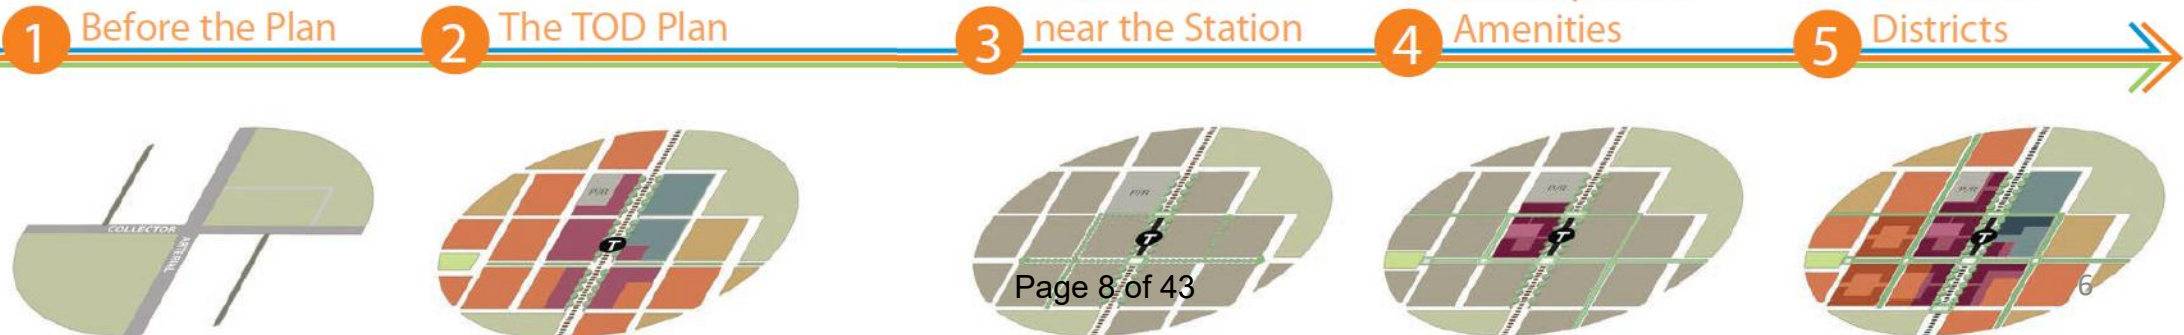 1 Before the Plan
2 The TOD Plan
3 near the Station
4 Amenities
5 Districts
COLLECTOR
ARTERIAL
P/R
T
P/R
T
P/R
T
P/R
T
Page 8 of 43
6